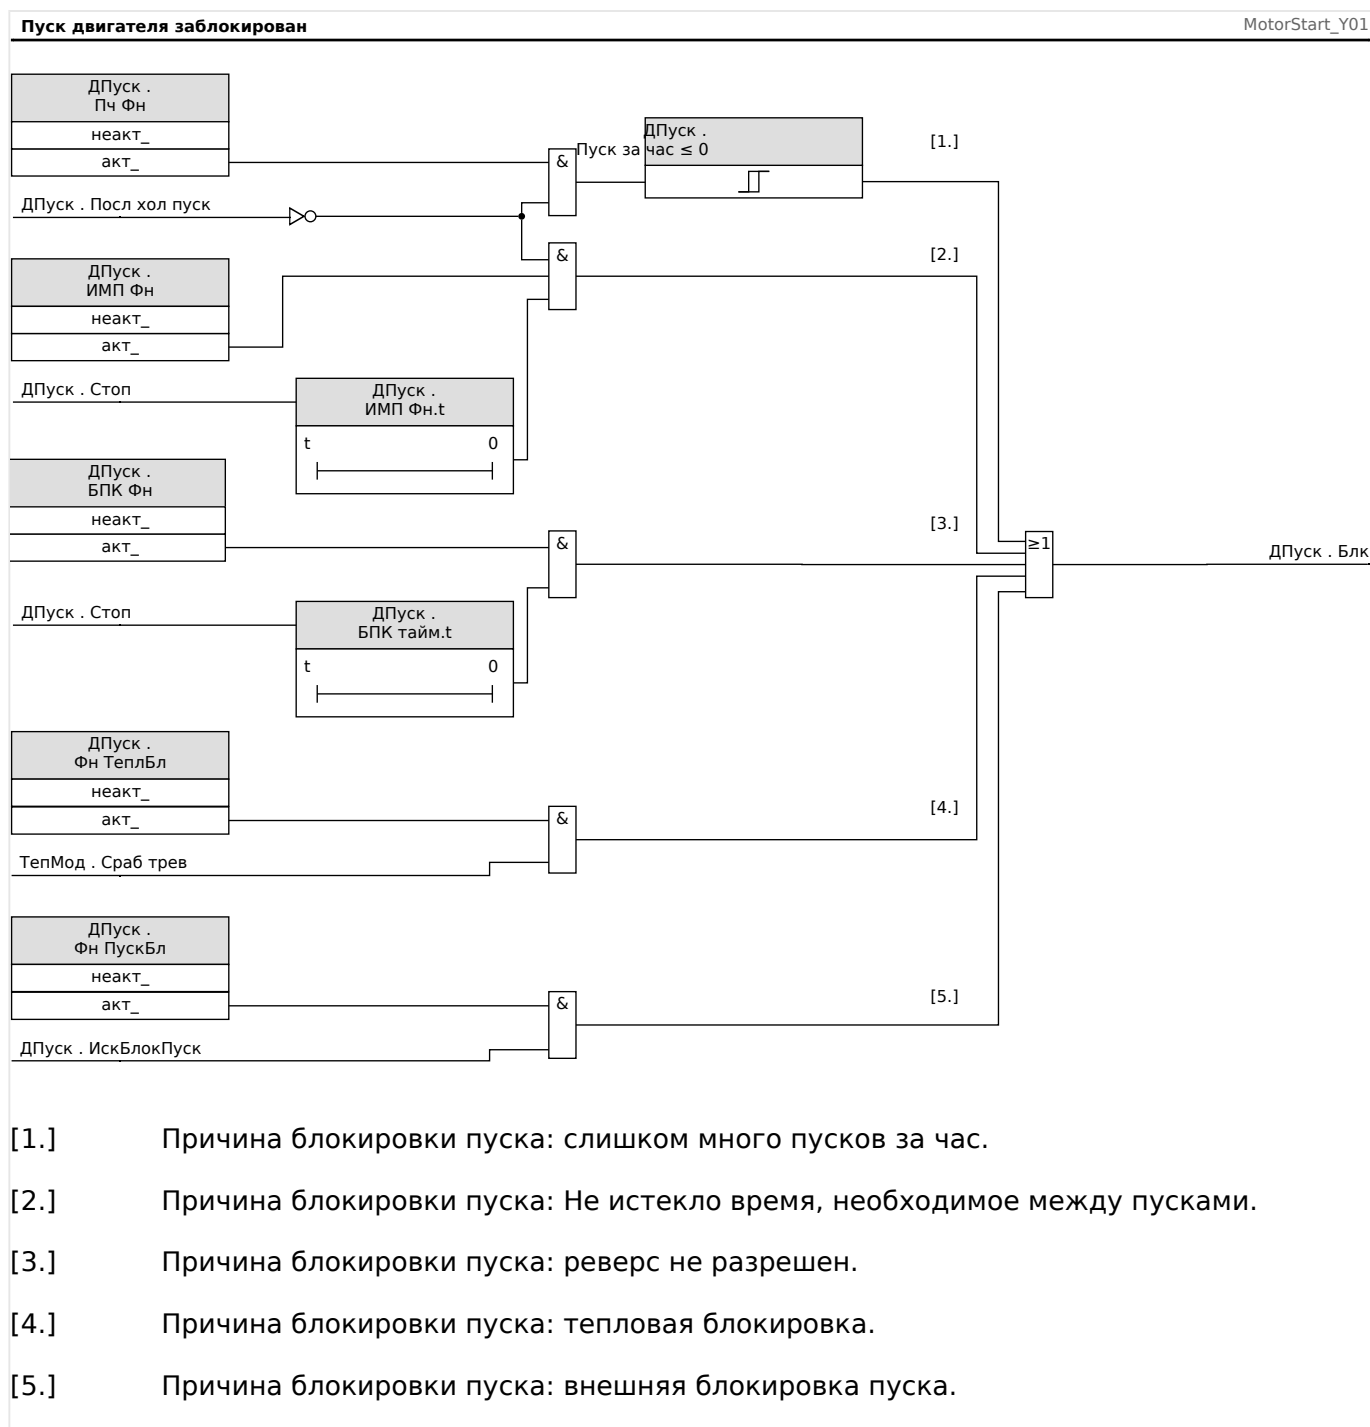 Пуск двигателя заблокирован
MotorStart_Y01
ДПуск .
Пч Фн
неакт_
акт_
&
ДПуск .
Пуск за час ≤ 0
[1.]
ДПуск . Посл хол пуск
&
[2.]
ДПуск .
ИМП Фн
неакт_
акт_
ДПуск . Стоп
ДПуск .
ИМП Фн.t
t 0
ДПуск .
БПК Фн
неакт_
акт_
&
[3.]
≥1
ДПуск . Блк
ДПуск . Стоп
ДПуск .
БПК тайм.t
t 0
ДПуск .
Фн ТеплБл
неакт_
акт_
&
[4.]
ТепМод . Сраб трев
ДПуск .
Фн ПускБл
неакт_
акт_
&
[5.]
ДПуск . ИскБлокПуск
[1.] Причина блокировки пуска: слишком много пусков за час.
[2.] Причина блокировки пуска: Не истекло время, необходимое между пусками.
[3.] Причина блокировки пуска: реверс не разрешен.
[4.] Причина блокировки пуска: тепловая блокировка.
[5.] Причина блокировки пуска: внешняя блокировка пуска.